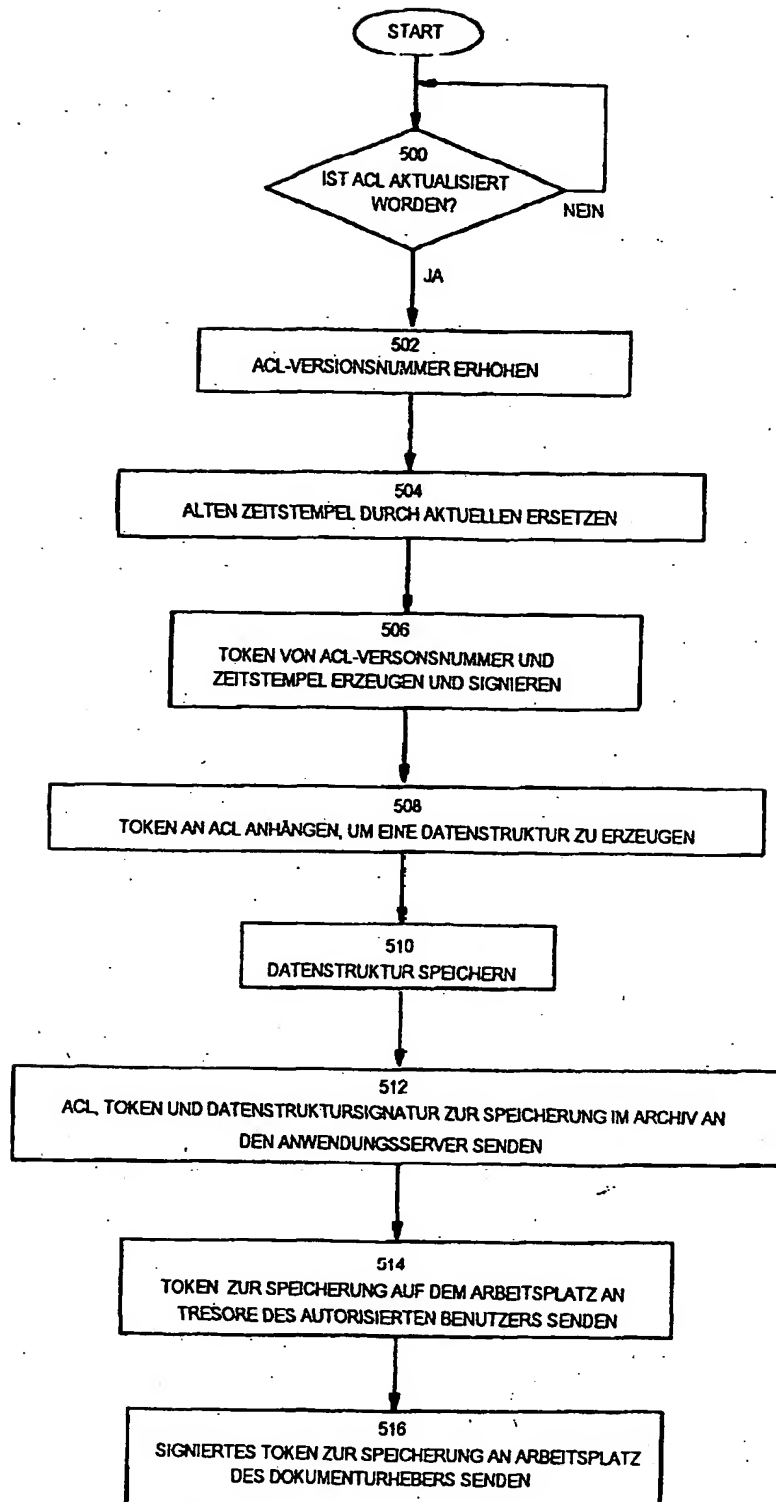 START
500
IST ACL AKTUALISIERT
WORDEN?
NEIN
JA
502
ACL-VERSIONSNUMMER ERHÖHEN
504
ALTEN ZEITSTEMPEL DURCH AKTUELLEN ERSETZEN
506
TOKEN VON ACL-VERSONSNUMMER UND
ZEITSTEMPEL ERZEUGEN UND SIGNIEREN
508
TOKEN AN ACL ANHÄNGEN, UM EINE DATENSTRUKTUR ZU ERZEUGEN
510
DATENSTRUKTUR SPEICHERN
512
ACL, TOKEN UND DATENSTRUKTURSIGNATUR ZUR SPEICHERUNG IM ARCHIV AN
DEN ANWENDUNGSSERVER SENDEN
514
TOKEN ZUR SPEICHERUNG AUF DEM ARBEITSPLATZ AN
TRESORE DES AUTORISIERTEN BENUTZERS SENDEN
516
SIGNIERTES TOKEN ZUR SPEICHERUNG AN ARBEITSPLATZ
DES DOKUMENTURHEBERS SENDEN